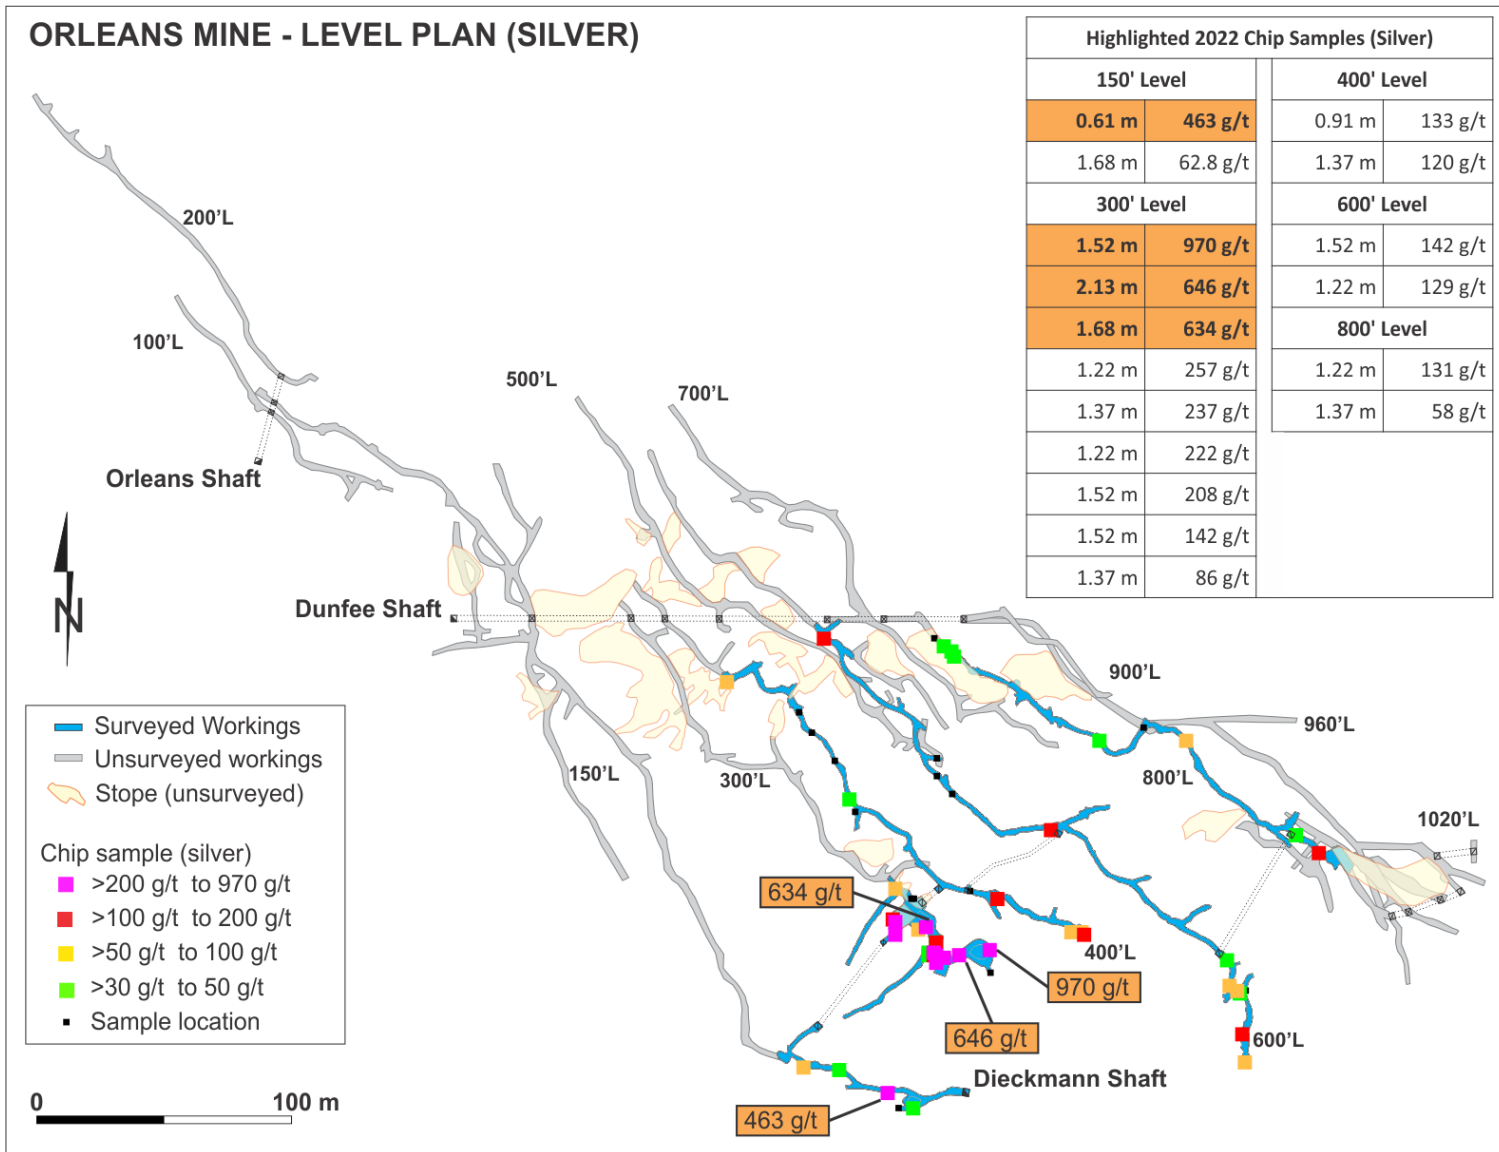 ORLEANS MINE - LEVEL PLAN (SILVER)
Highlighted 2022 Chip Samples (Silver)
150' Level
0.61 m 463 g/t
1.68 m 62.8 g/t
300' Level
1.52 m 970 g/t
2.13 m 646 g/t
1.68 m 634 g/t
1.22 m 257 g/t
1.37 m 237 g/t
1.22 m 222 g/t
1.52 m 208 g/t
1.52 m 142 g/t
1.37 m 86 g/t
400' Level
0.91 m 133 g/t
1.37 m 120 g/t
600' Level
1.52 m 142 g/t
1.22 m 129 g/t
800' Level
1.22 m 131 g/t
1.37 m 58 g/t
200'L
100'L
500'L
700'L
Orleans Shaft
N
Dunfee Shaft
900'L
960'L
150'L
300'L
800'L
1020'L
634 g/t
400'L
970 g/t
646 g/t
600'L
Dieckmann Shaft
463 g/t
Surveyed Workings
Unsurveyed workings
Stope (unsurveyed)
Chip sample (silver)
>200 g/t to 970 g/t
>100 g/t to 200 g/t
>50 g/t to 100 g/t
>30 g/t to 50 g/t
Sample location
0 100 m